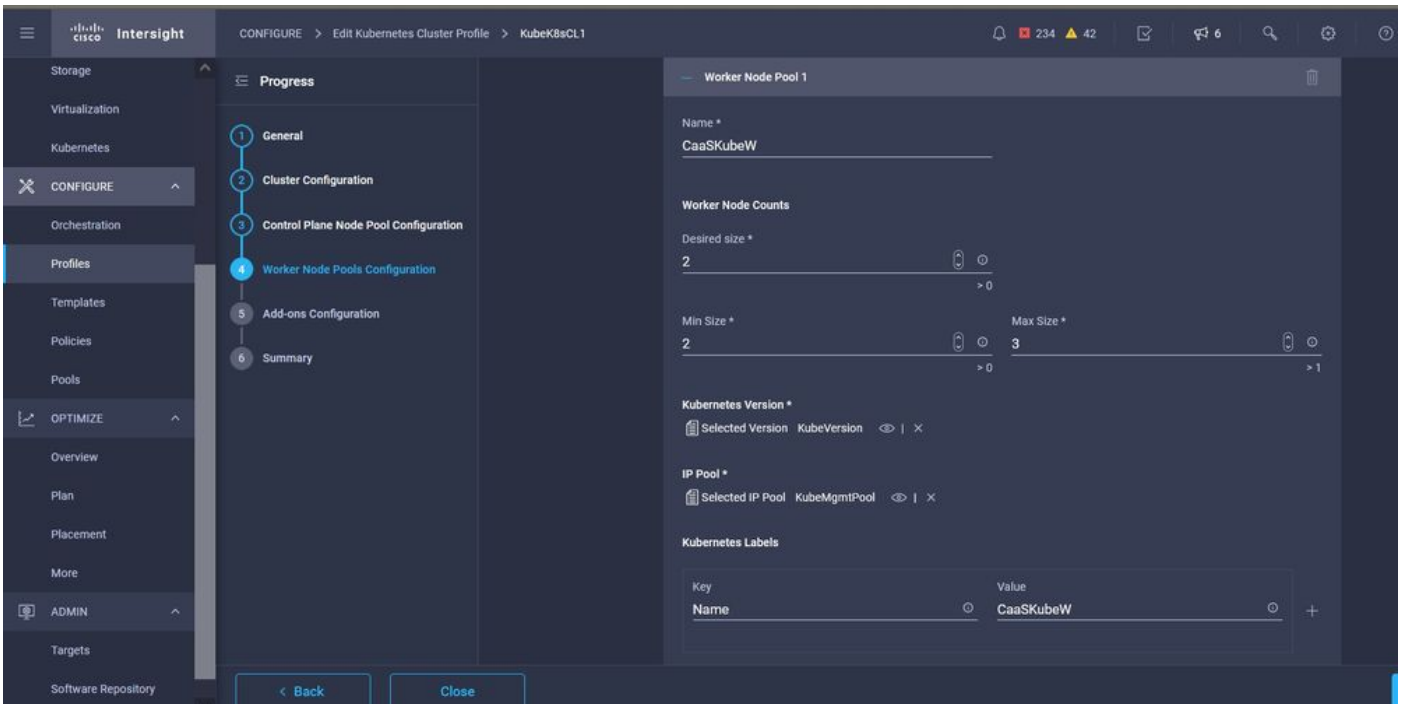 cisco Intersight
CONFIGURE > Edit Kubernetes Cluster Profile > KubeK8sCL1
234 42
6
Storage
Virtualization
Kubernetes
CONFIGURE
Orchestration
Profiles
Templates
Policies
Pools
OPTIMIZE
Overview
Plan
Placement
More
ADMIN
Targets
Software Repository
Progress
1 General
2 Cluster Configuration
3 Control Plane Node Pool Configuration
4 Worker Node Pools Configuration
5 Add-ons Configuration
6 Summary
Worker Node Pool 1
Name *
CaaSKubeW
Worker Node Counts
Desired size *
2
> 0
Min Size * Max Size *
2 3
> 0 > 1
Kubernetes Version *
Selected Version KubeVersion | ×
IP Pool *
Selected IP Pool KubeMgmtPool | ×
Kubernetes Labels
Key Value
Name CaaSKubeW
+
< Back Close